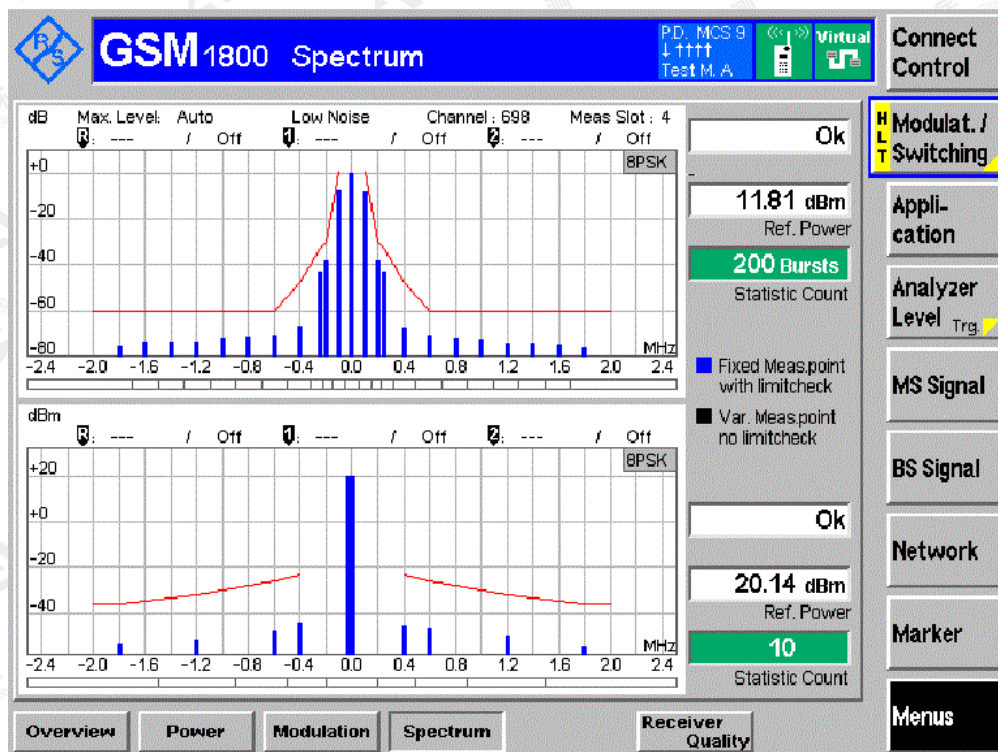 R/S
GSM 1800 Spectrum
P.D. MCS 9
Test M. A
Virtual
Connect Control
dB Max. Level: Auto Low Noise Channel : 698 Meas Slot : 4
R: --- / Off 1: --- / Off 2: --- / Off
8PSK
+0
-20
-40
-60
-80
MHz
-2.4 -2.0 -1.6 -1.2 -0.8 -0.4 0.0 0.4 0.8 1.2 1.6 2.0 2.4
Ok
11.81 dBm
Ref. Power
200 Bursts
Statistic Count
Fixed Meas.point
with limitcheck
Var. Meas.point
no limitcheck
dBm
R: --- / Off 1: --- / Off 2: --- / Off
8PSK
+20
+0
-20
-40
MHz
-2.4 -2.0 -1.6 -1.2 -0.8 -0.4 0.0 0.4 0.8 1.2 1.6 2.0 2.4
Ok
20.14 dBm
Ref. Power
10
Statistic Count
HLT
Modulat. /
Switching
Appli-
cation
Analyzer
Level Trg.
MS Signal
BS Signal
Network
Marker
Menus
Overview
Power
Modulation
Spectrum
Receiver
Quality